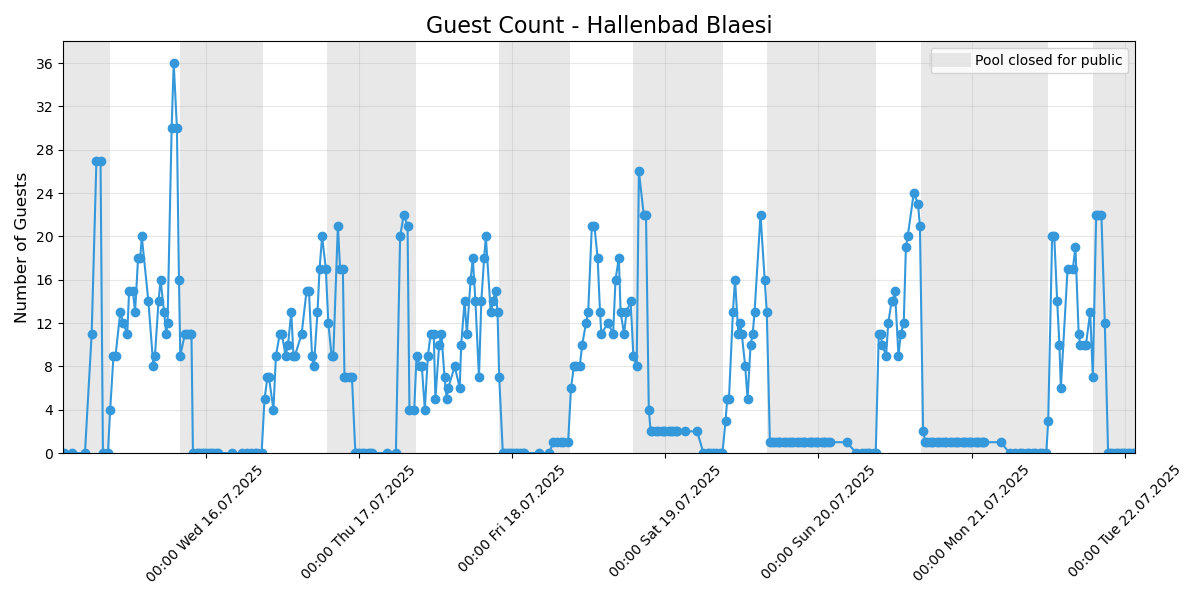 Guest Count - Hallenbad Blaesi
Pool closed for public
Number of Guests
36
32
28
24
20
16
12
8
4
0
00:00 Wed 16.07.2025
00:00 Thu 17.07.2025
00:00 Fri 18.07.2025
00:00 Sat 19.07.2025
00:00 Sun 20.07.2025
00:00 Mon 21.07.2025
00:00 Tue 22.07.2025